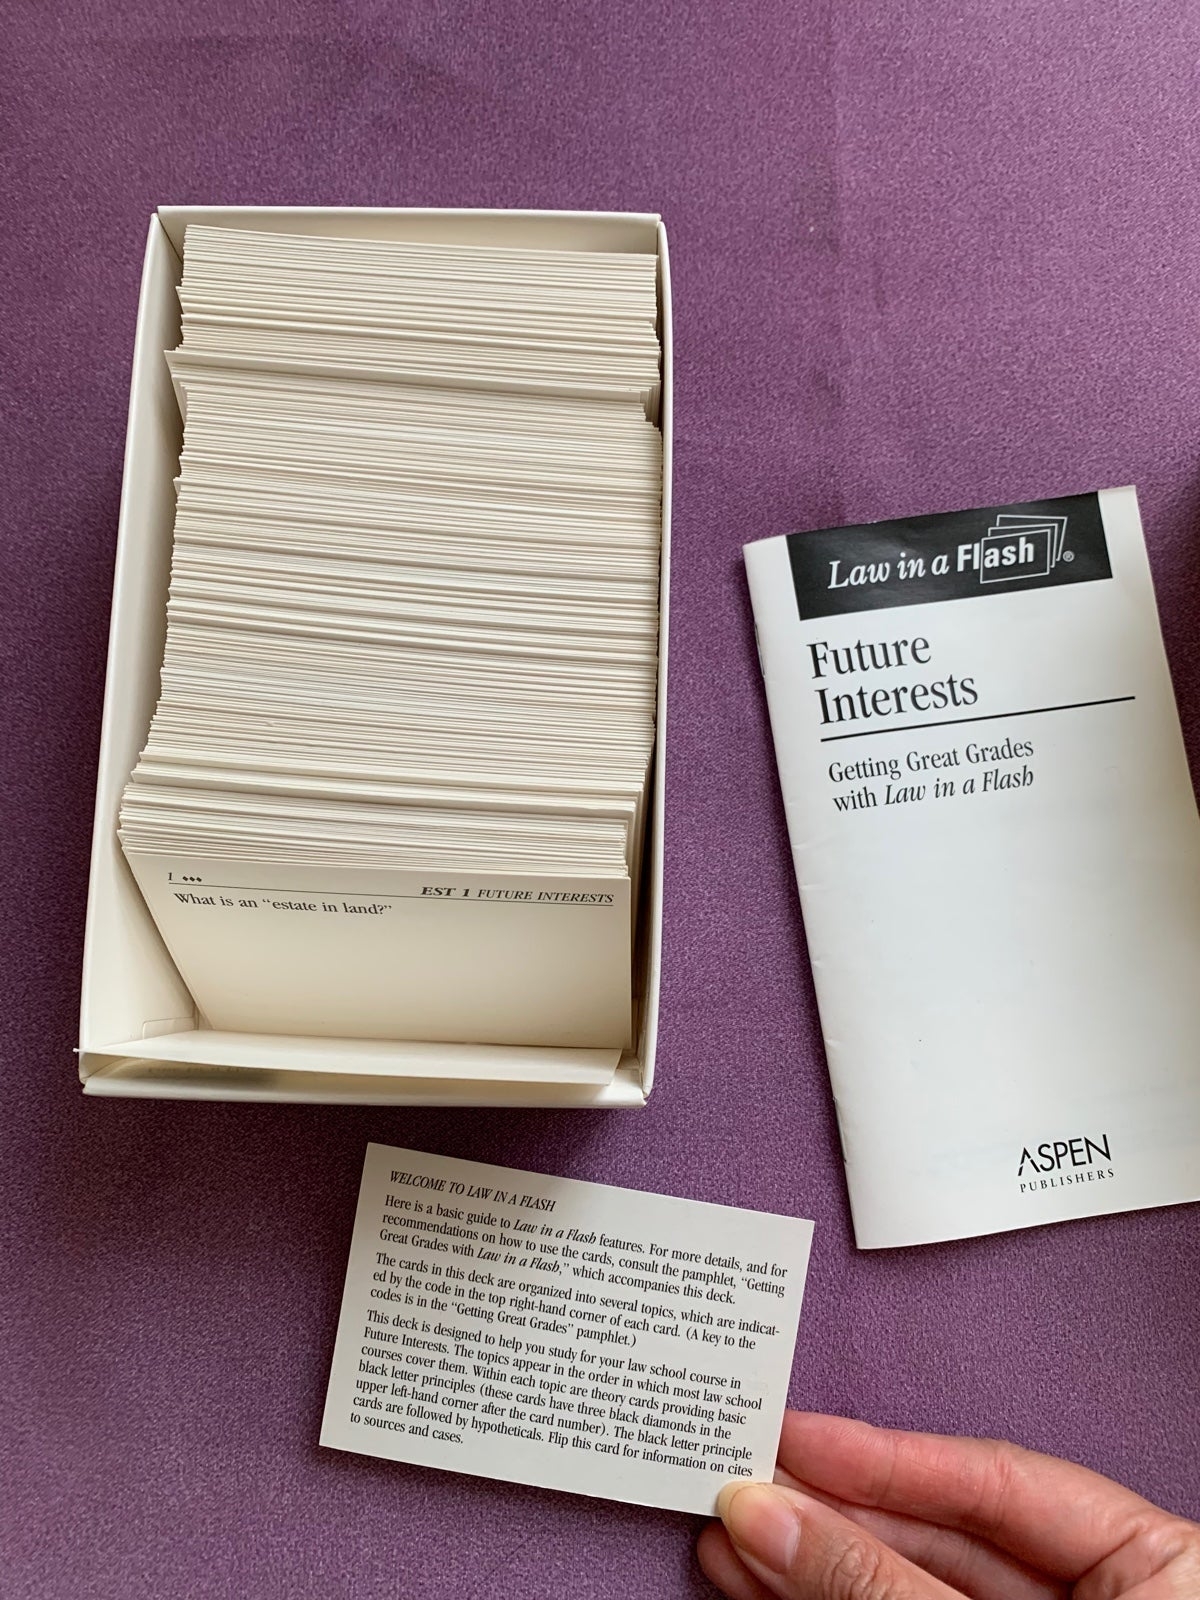 1 ♦♦♦
EST 1 FUTURE INTERESTS
What is an “estate in land?”
Law in a Flash®
Future
Interests
Getting Great Grades
with Law in a Flash
ASPEN
PUBLISHERS
WELCOME TO LAW IN A FLASH
Here is a basic guide to Law in a Flash features. For more details, and for
recommendations on how to use the cards, consult the pamphlet, “Getting
Great Grades with Law in a Flash,” which accompanies this deck.
The cards in this deck are organized into several topics, which are indicat-
ed by the code in the top right-hand corner of each card. (A key to the
codes is in the “Getting Great Grades” pamphlet.)
This deck is designed to help you study for your law school course in
Future Interests. The topics appear in the order in which most law school
courses cover them. Within each topic are theory cards providing basic
black letter principles (these cards have three black diamonds in the
upper left-hand corner after the card number). The black letter principle
cards are followed by hypotheticals. Flip this card for information on cites
to sources and cases.